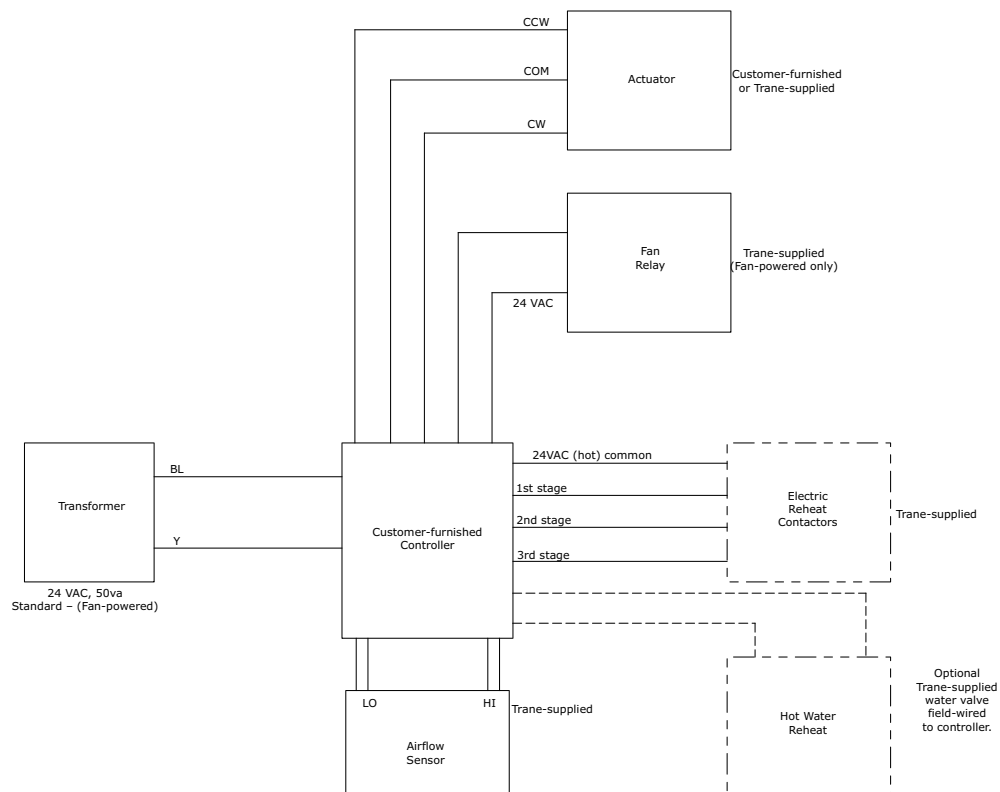 CCW
COM
CW
Actuator
Customer-furnished
or Trane-supplied
Fan
Relay
24 VAC
Trane-supplied
(Fan-powered only)
Transformer
BL
Y
24 VAC, 50va
Standard – (Fan-powered)
Customer-furnished
Controller
24VAC (hot) common
1st stage
2nd stage
3rd stage
Electric
Reheat
Contactors
Trane-supplied
LO
HI
Trane-supplied
Airflow
Sensor
Hot Water
Reheat
Optional
Trane-supplied
water valve
field-wired
to controller.